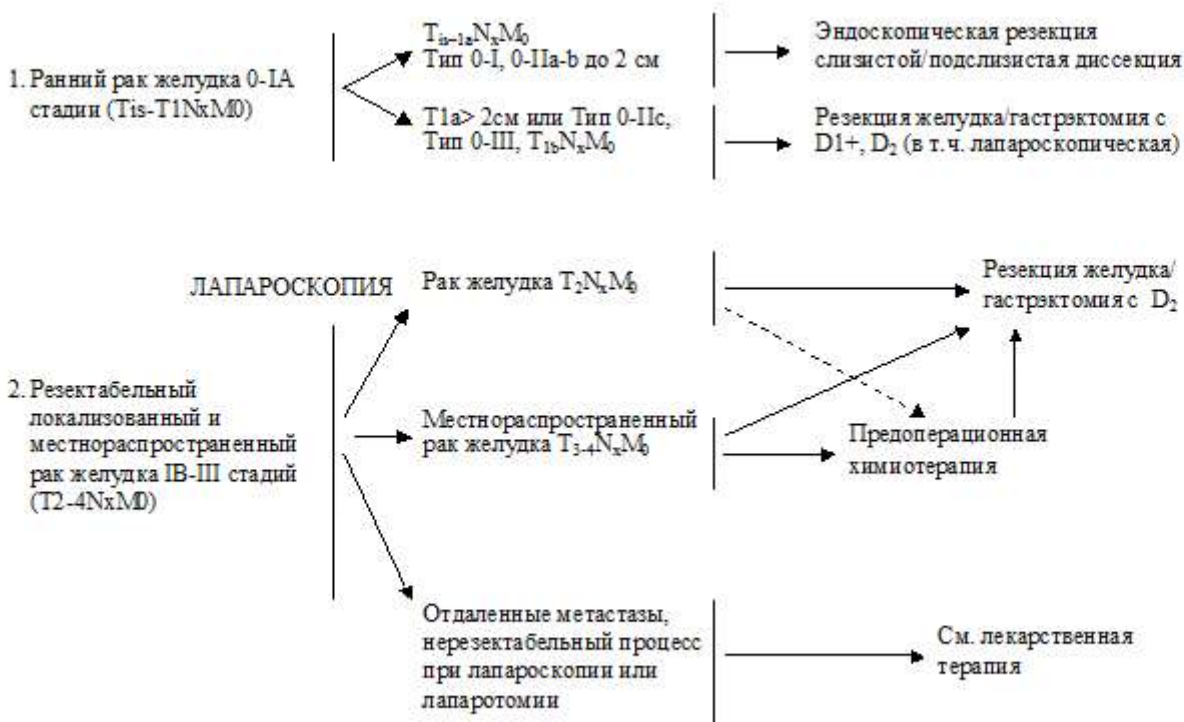 1. Ранний рак желудка 0-IA
стадии (Tis-T1NxM0)
Tis–1aNxM0
Тип 0-I, 0-IIa-b до 2 см
Эндоскопическая резекция
слизистой/подслизистая диссекция
T1a> 2см или Тип 0-IIc,
Тип 0-III, T1bNxM0
Резекция желудка/гастрэктомия с
D1+, D2 (в т.ч. лапароскопическая)
ЛАПАРОСКОПИЯ
Рак желудка T2NxM0
Резекция желудка/
гастрэктомия с D2
2. Резектабельный
локализованный и
местнораспространенный
рак желудка IB-III стадий
(T2-4NxM0)
Местнораспространенный
рак желудка T3-4NxM0
Предоперационная
химиотерапия
Отдаленные метастазы,
нерезектабельный процесс
при лапароскопии или
лапаротомии
См. лекарственная
терапия